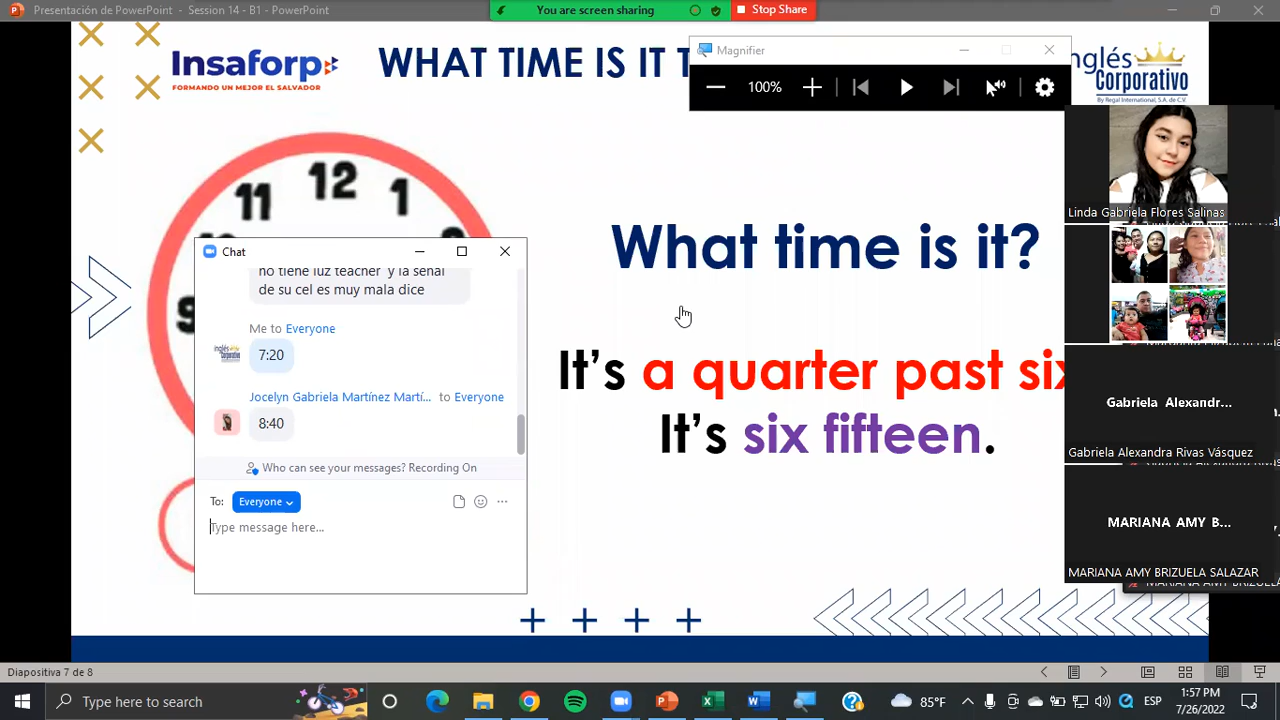 Presentación de PowerPoint - Session 14 - B1 - PowerPoint
You are screen sharing
Stop Share
Insaforp
FORMANDO UN MEJOR EL SALVADOR
WHAT TIME IS IT
Magnifier
100%
Inglés
Corporativo
By Regal International, S.A. de C.V.
11
12
1
What time is it?
It's a quarter past six
It's six fifteen.
Chat
no tiene luz teacher y la señal
de su cel es muy mala dice
Me to Everyone
7:20
Jocelyn Gabriela Martínez Martí... to Everyone
8:40
Who can see your messages? Recording On
To: Everyone
Type message here...
Linda Gabriela Flores Salinas
Gabriela Alexandr...
Gabriela Alexandra Rivas Vásquez
MARIANA AMY B...
MARIANA AMY BRIZUELA SALAZAR
Diapositiva 7 de 8
Type here to search
85°F
ESP
1:57 PM
7/26/2022